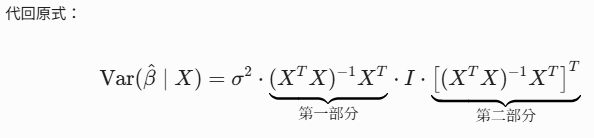 代回原式：
Var(β̂ | X) = σ² · (XᵀX)⁻¹Xᵀ · I · [(XᵀX)⁻¹Xᵀ]ᵀ
第一部分 第二部分